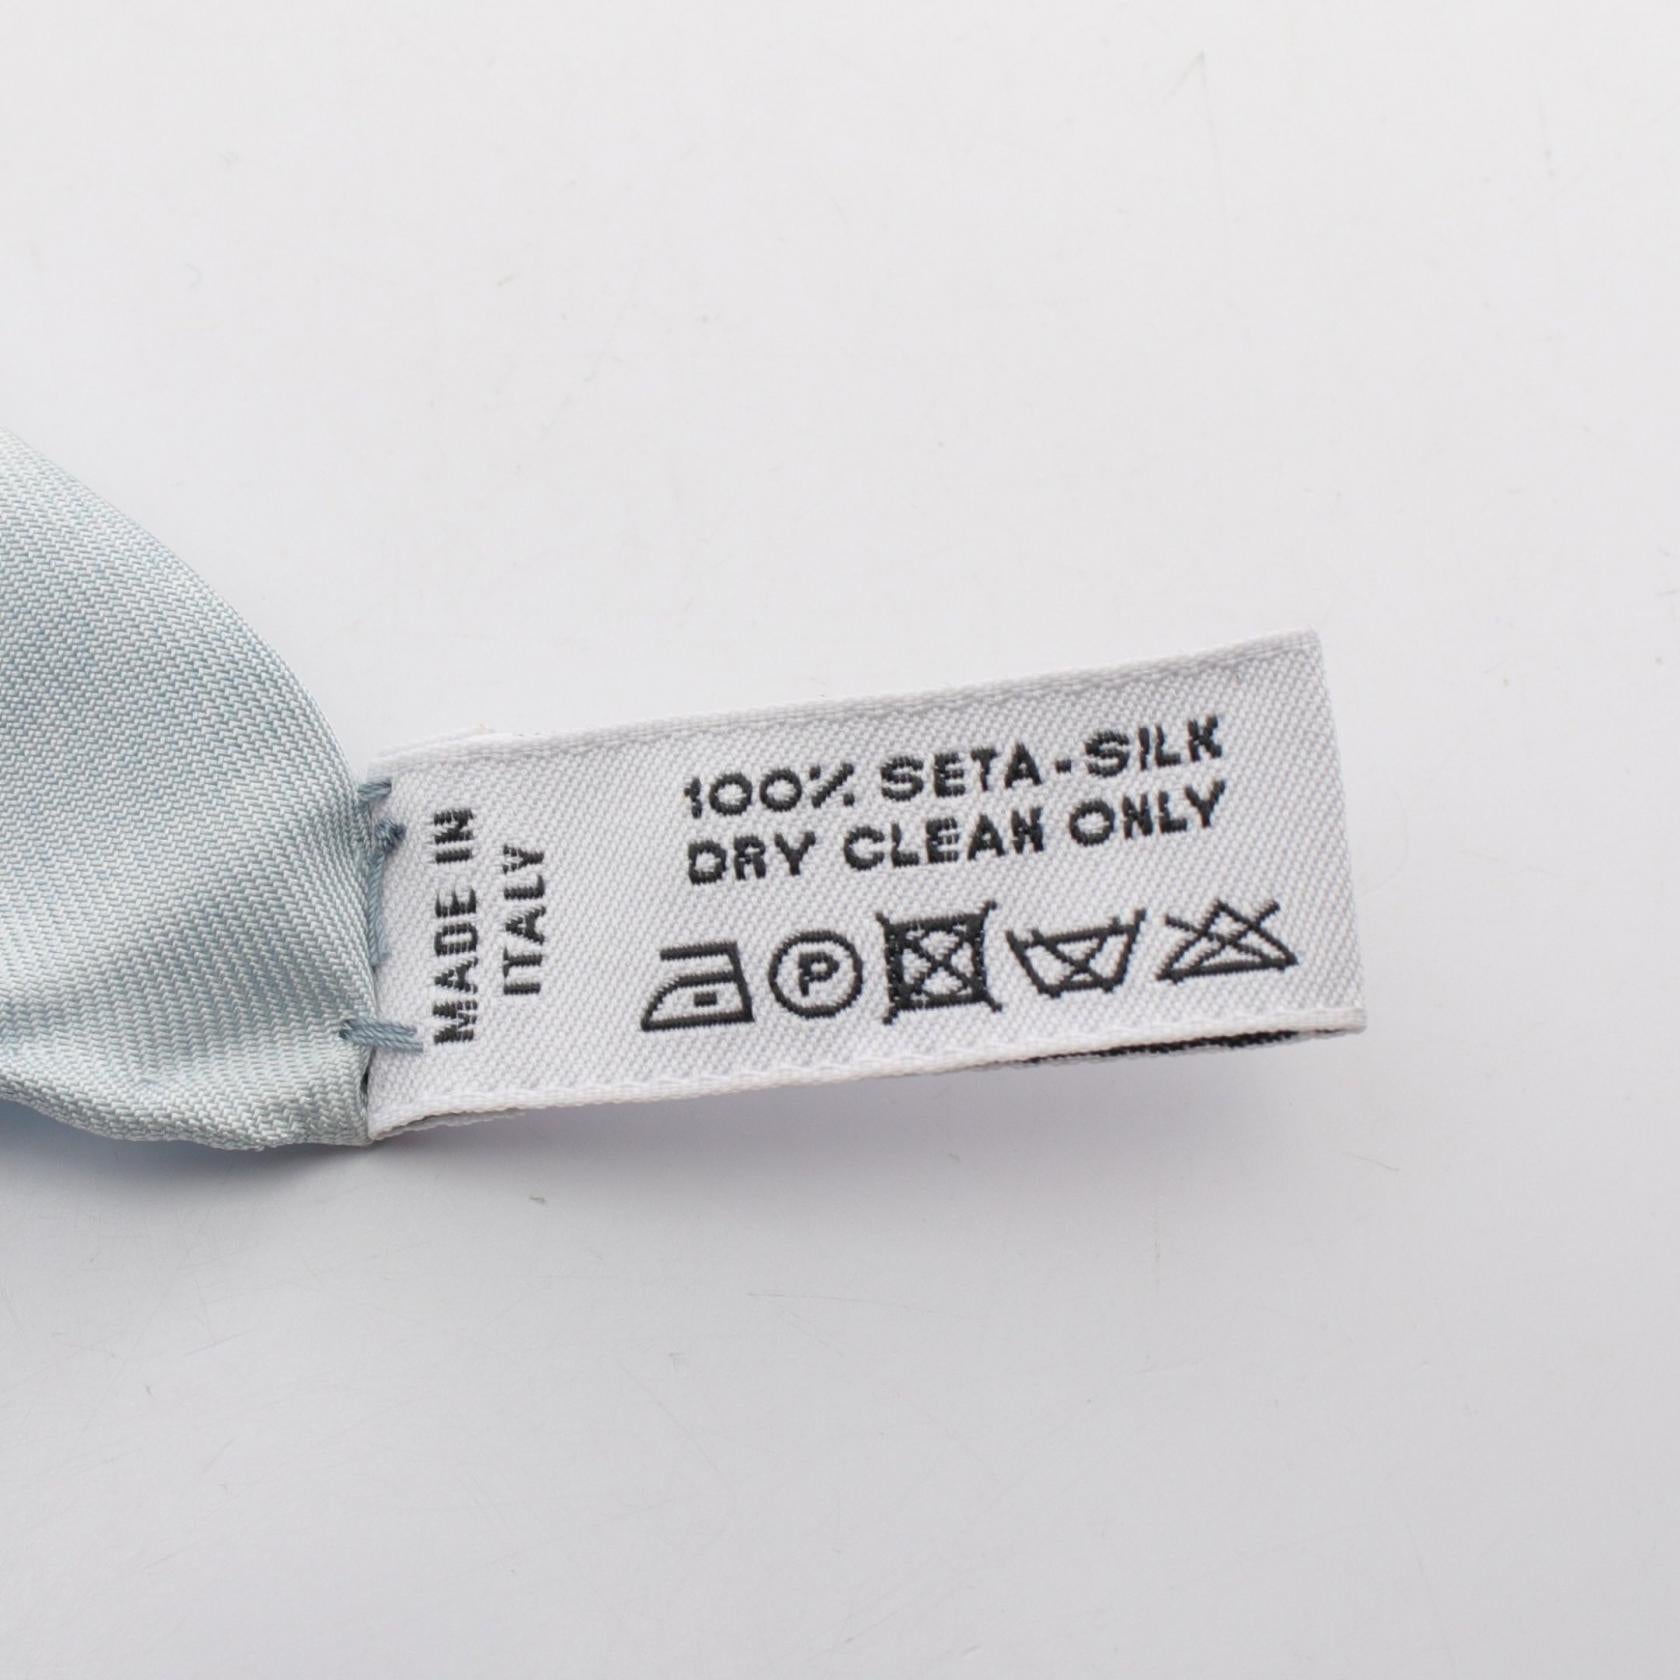 MADE IN
ITALY
100% SETA-SILK
DRY CLEAN ONLY
P